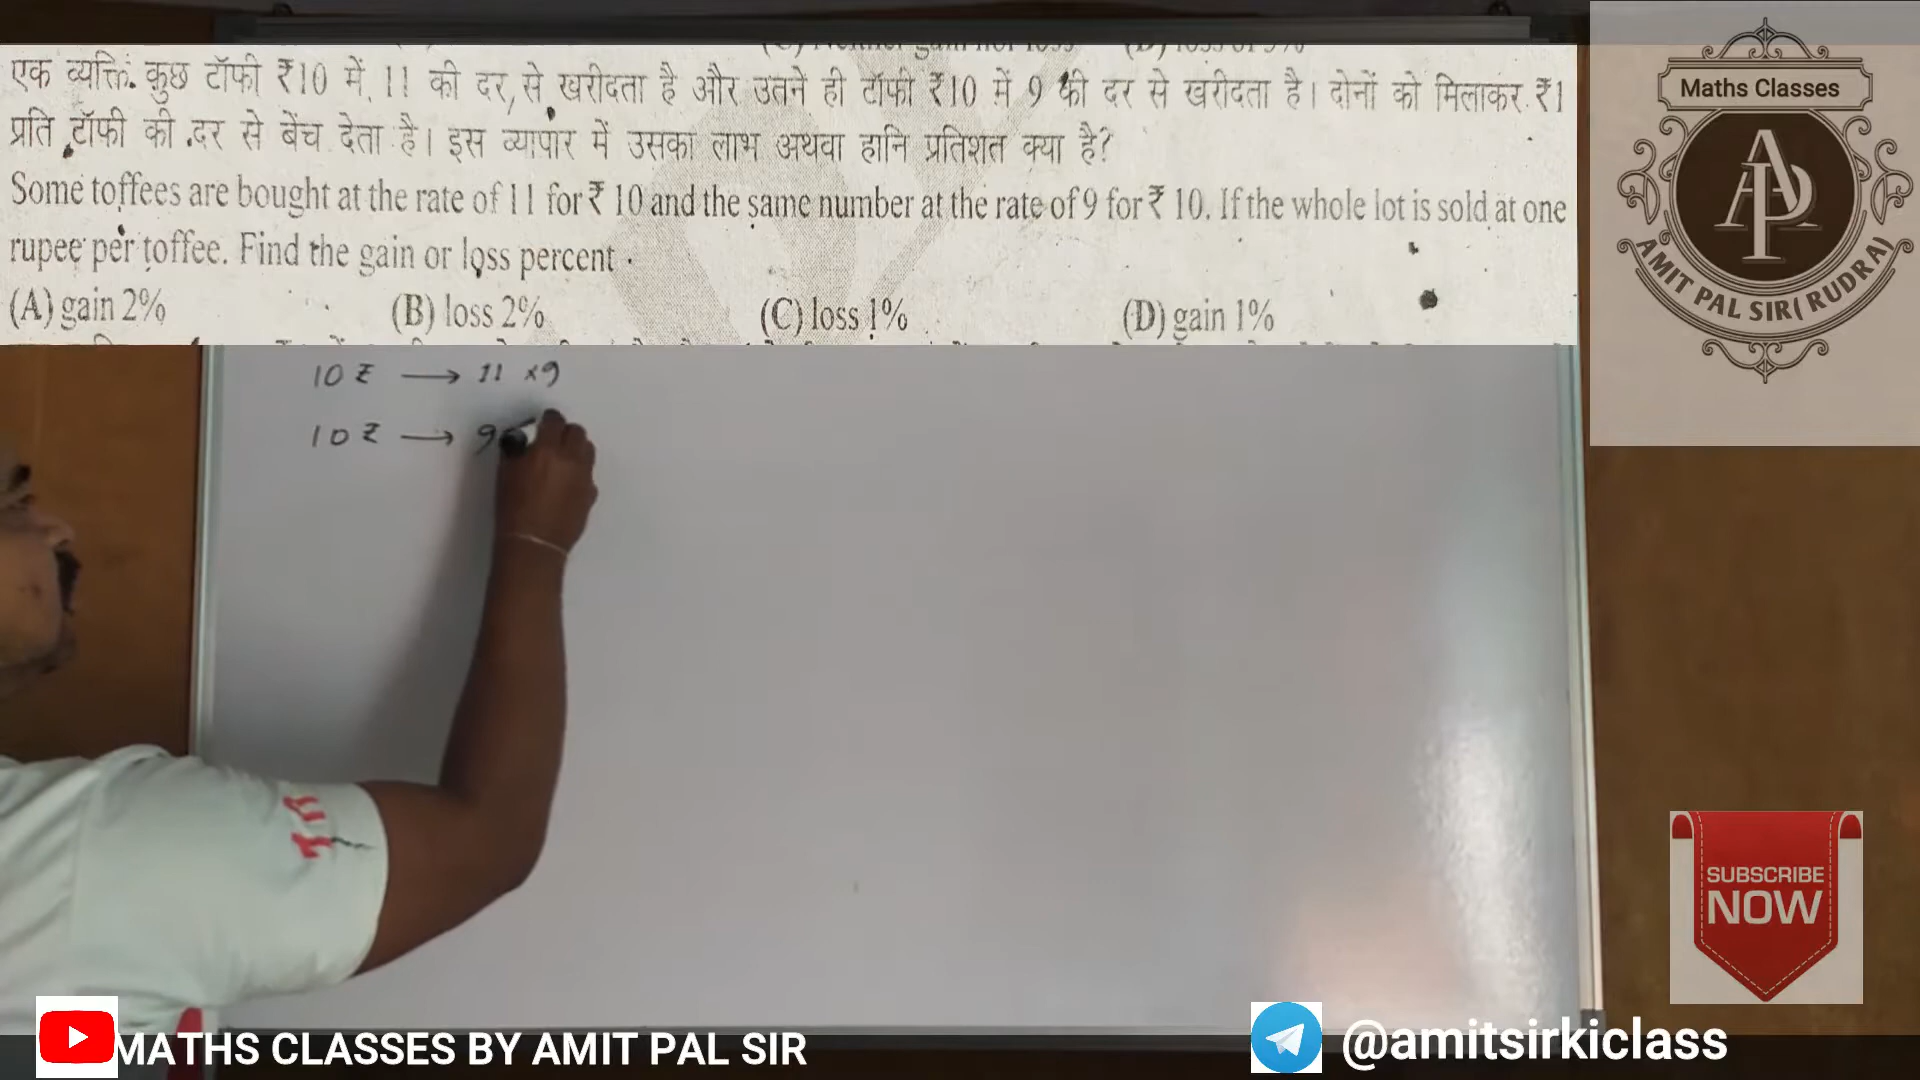 एक व्यक्ति कुछ टॉफी ₹10 में 11 की दर से खरीदता है और उतने ही टॉफी ₹10 में 9 की दर से खरीदता है। दोनों को मिलाकर ₹1
प्रति टॉफी की दर से बेंच देता है। इस व्यापार में उसका लाभ अथवा हानि प्रतिशत क्या है?
Some toffees are bought at the rate of 11 for ₹ 10 and the same number at the rate of 9 for ₹ 10. If the whole lot is sold at one
rupee per toffee. Find the gain or loss percent
(A) gain 2% (B) loss 2% (C) loss 1% (D) gain 1%
10 ₹ → 11 ×9
10 ₹ → 9
Maths Classes
AP
AMIT PAL SIR( RUDRA)
SUBSCRIBE
NOW
MATHS CLASSES BY AMIT PAL SIR
@amitsirkiclass